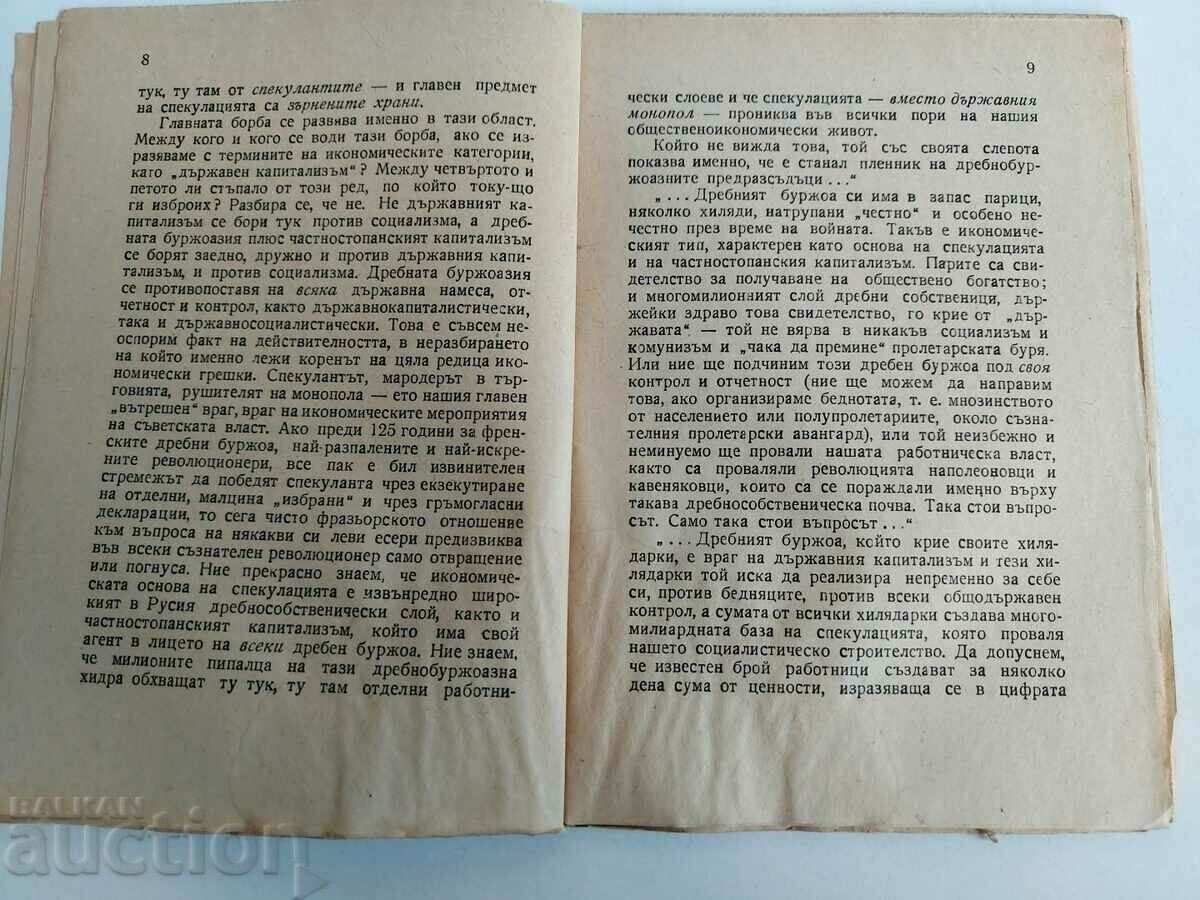 8
тук, ту там от спекулантите — и главен предмет
на спекулацията са зърнените храни.
Главната борба се развива именно в тази област.
Между кого и кого се води тази борба, ако се из-
разяваме с термините на икономическите категории,
като „държавен капитализъм"? Между четвъртото и
петото ли стъпало от този ред, по който току-що
ги изброих? Разбира се, че не. Не държавният ка-
питализъм се бори тук против социализма, а дреб-
ната буржоазия плюс частностопанският капитализъм
се борят заедно, дружно и против държавния капи-
тализъм, и против социализма. Дребната буржоазия
се противопоставя на всяка държавна намеса, от-
четност и контрол, както държавнокапиталистически,
така и държавносоциалистически. Това е съвсем не-
оспорим факт на действителността, в неразбирането
на който именно лежи коренът на цяла редица ико-
номически грешки. Спекулантът, мародерът в тър-
говията, рушителят на монопола — ето нашия главен
„вътрешен" враг, враг на икономическите мероприятия
на съветската власт. Ако преди 125 години за френ-
ските дребни буржоа, най-разпалените и най-искре-
ните революционери, все пак е бил извинителен
стремежът да победят спекуланта чрез екзекутиране
на отделни, малцина „избрани" и чрез гръмогласни
декларации, то сега чисто фразьорското отношение
към въпроса на някакви си леви есери предизвиква
във всеки съзнателен революционер само отвращение
или погнуса. Ние прекрасно знаем, че икономиче-
ската основа на спекулацията е извънредно широ-
кият в Русия дребнособственически слой, както и
частностопанският капитализъм, който има свой
агент в лицето на всеки дребен буржоа. Ние знаем,
че милионите пипалца на тази дребнобуржоазна
хидра обхващат ту тук, ту там отделни работни-
9
чески слоеве и че спекулацията — вместо държавния
монопол — прониква във всички пори на нашия
общественоикономически живот.
Който не вижда това, той със своята слепота
показва именно, че е станал пленник на дребнобур-
жоазните предразсъдъци ..."
„ ... Дребният буржоа си има в запас парици,
няколко хиляди, натрупани „честно" и особено не-
честно през време на войната. Такъв е икономиче-
ският тип, характерен като основа на спекулацията
и на частностопанския капитализъм. Парите са сви-
детелство за получаване на обществено богатство;
и многомилионният слой дребни собственици, дър-
жейки здраво това свидетелство, го крие от „дър-
жавата" — той не вярва в никакъв социализъм и
комунизъм и „чака да премине" пролетарската буря.
Или ние ще подчиним този дребен буржоа под своя
контрол и отчетност (ние ще можем да направим
това, ако организираме беднотата, т. е. мнозинството
от населението или полупролетариите, около съзна-
телния пролетарски авангард), или той неизбежно и
неминуемо ще провали нашата работническа власт,
както са проваляли революцията наполеоновци и
кавеняковци, които са се пораждали именно върху
такава дребнособственическа почва. Така стои въпро-
сът. Само така стои въпросът ..."
„ ... Дребният буржоа, който крие своите хиля-
дарки, е враг на държавния капитализъм и тези хи-
лядарки той иска да реализира непременно за себе
си, против бедняците, против всеки общодържавен
контрол, а сумата от всички хилядарки създава много-
милиардната база на спекулацията, която проваля
нашето социалистическо строителство. Да допуснем,
че известен брой работници създават за няколко
дена сума от ценности, изразяваща се в цифрата
BALKAN
auction